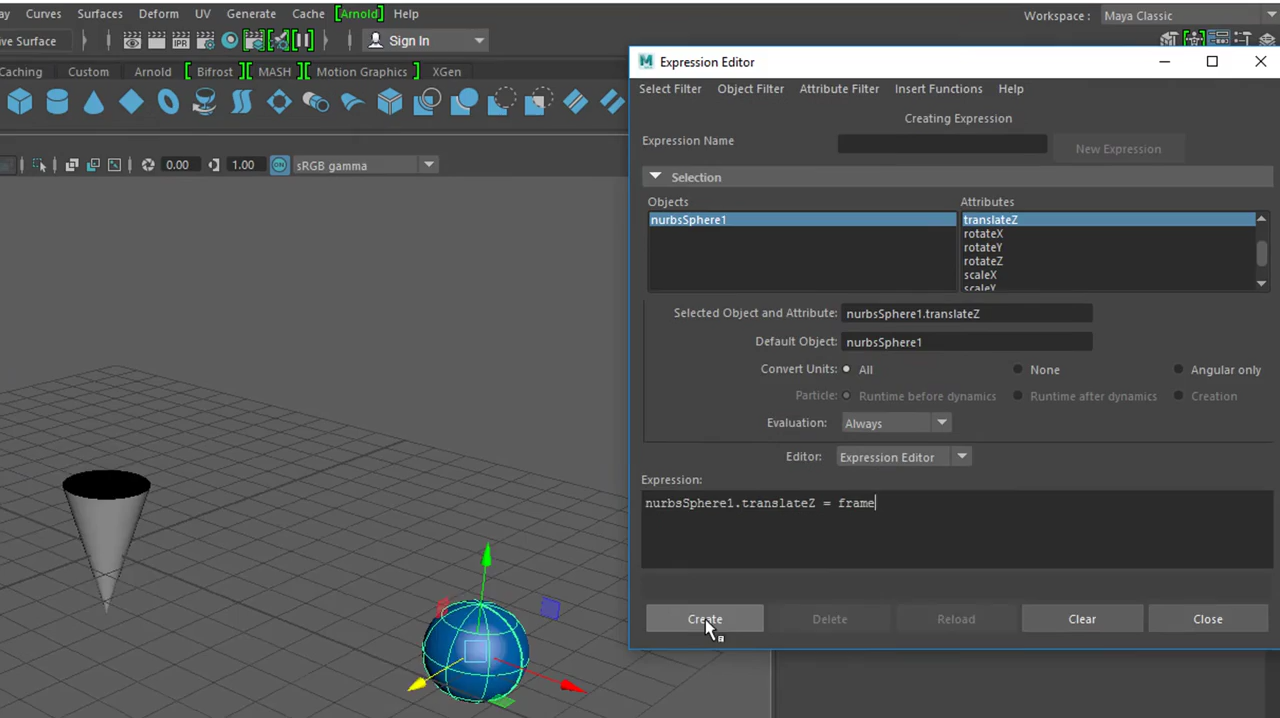 ay Curves Surfaces Deform UV Generate Cache [Arnold] Help
Workspace : Maya Classic
ve Surface
IPR
Sign In
Caching Custom Arnold Bifrost MASH Motion Graphics XGen
0.00 1.00 ON sRGB gamma
M Expression Editor
Select Filter Object Filter Attribute Filter Insert Functions Help
Creating Expression
Expression Name New Expression
Selection
Objects Attributes
nurbsSphere1 translateZ
rotateX
rotateY
rotateZ
scaleX
scaleY
Selected Object and Attribute: nurbsSphere1.translateZ
Default Object: nurbsSphere1
Convert Units: All None Angular only
Particle: Runtime before dynamics Runtime after dynamics Creation
Evaluation: Always
Editor: Expression Editor
Expression:
nurbsSphere1.translateZ = frame
Create Delete Reload Clear Close